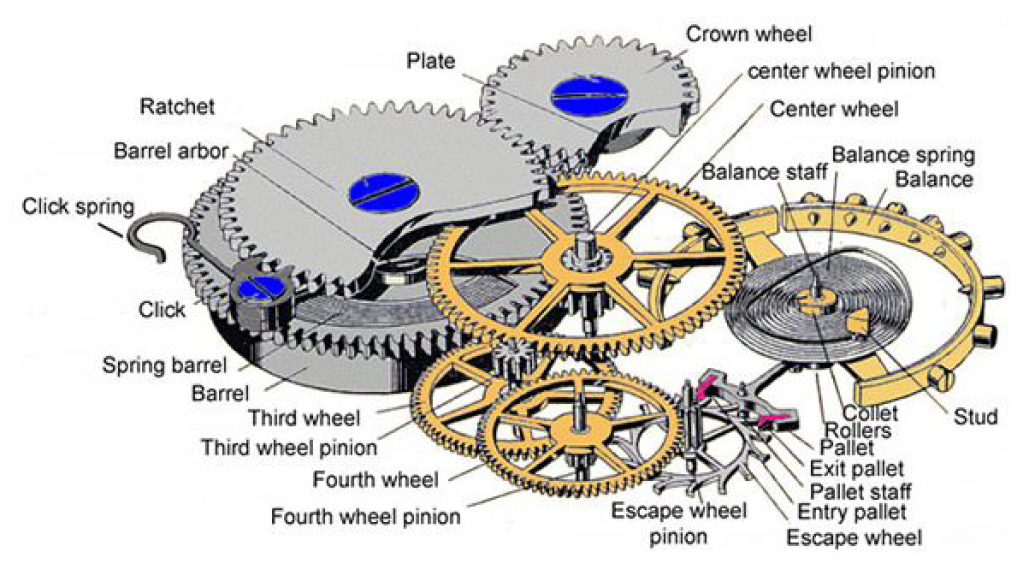 Crown wheel
Plate
center wheel pinion
Ratchet
Center wheel
Barrel arbor
Balance spring
Balance staff
Balance
Click spring
Click
Spring barrel
Barrel
Third wheel
Collet
Stud
Rollers
Third wheel pinion
Pallet
Exit pallet
Fourth wheel
Pallet staff
Entry pallet
Fourth wheel pinion
Escape wheel
pinion
Escape wheel